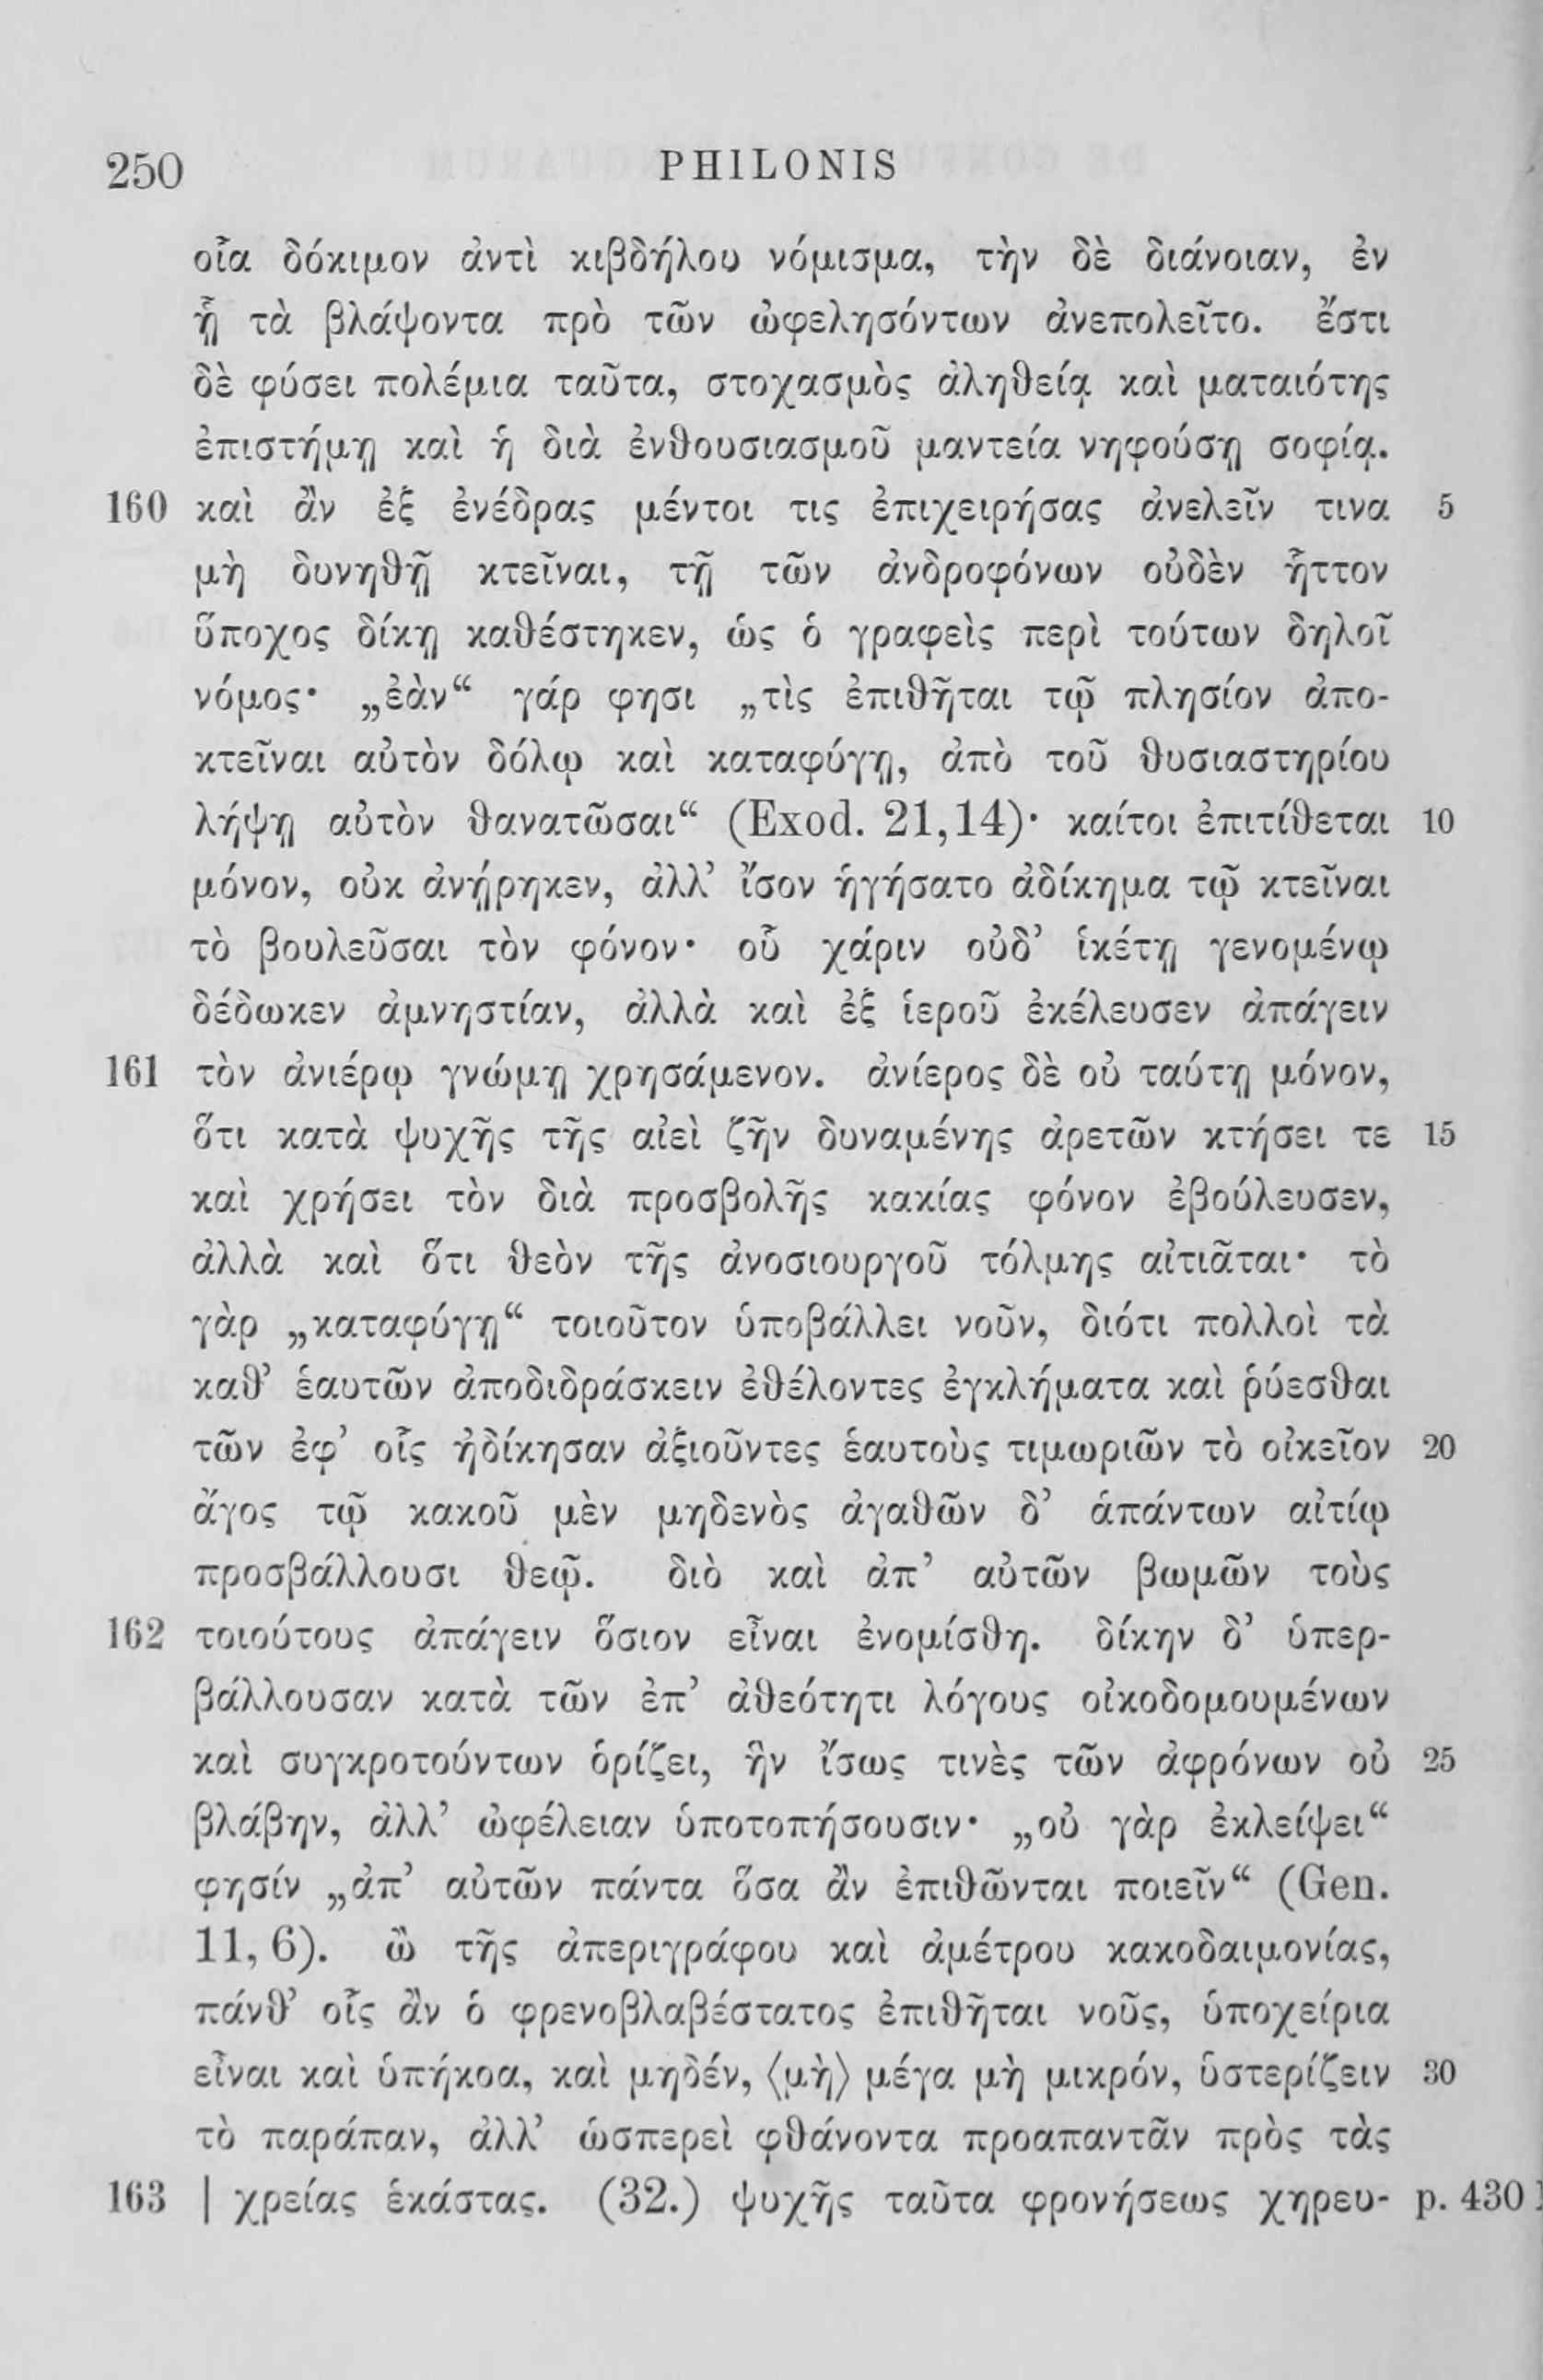 250 PHILONIS
οἷα δόκιμον ἀντὶ κιβδήλου νόμισμα, τὴν δὲ διάνοιαν, ἐν
ᾗ τὰ βλάψοντα πρὸ τῶν ὠφελησόντων ἀνεπολεῖτο. ἔστι
δὲ φύσει πολέμια ταῦτα, στοχασμὸς ἀληθείᾳ καὶ ματαιότης
ἐπιστήμῃ καὶ ἡ διὰ ἐνθουσιασμοῦ μαντεία νηφούσῃ σοφίᾳ.
160 καὶ ἂν ἐξ ἐνέδρας μέντοι τις ἐπιχειρήσας ἀνελεῖν τινα 5
μὴ δυνηθῇ κτεῖναι, τῇ τῶν ἀνδροφόνων οὐδὲν ἧττον
ὕποχος δίκῃ καθέστηκεν, ὡς ὁ γραφεὶς περὶ τούτων δηλοῖ
νόμος· „ἐὰν“ γάρ φησι „τὶς ἐπιθῆται τῷ πλησίον ἀπο-
κτεῖναι αὐτὸν δόλῳ καὶ καταφύγῃ, ἀπὸ τοῦ θυσιαστηρίου
λήψῃ αὐτὸν θανατῶσαι“ (Exod. 21,14)· καίτοι ἐπιτίθεται 10
μόνον, οὐκ ἀνῄρηκεν, ἀλλ’ ἴσον ἡγήσατο ἀδίκημα τῷ κτεῖναι
τὸ βουλεῦσαι τὸν φόνον· οὗ χάριν οὐδ’ ἱκέτῃ γενομένῳ
δέδωκεν ἀμνηστίαν, ἀλλὰ καὶ ἐξ ἱεροῦ ἐκέλευσεν ἀπάγειν
161 τὸν ἀνιέρῳ γνώμῃ χρησάμενον. ἀνίερος δὲ οὐ ταύτῃ μόνον,
ὅτι κατὰ ψυχῆς τῆς αἰεὶ ζῆν δυναμένης ἀρετῶν κτήσει τε 15
καὶ χρήσει τὸν διὰ προσβολῆς κακίας φόνον ἐβούλευσεν,
ἀλλὰ καὶ ὅτι θεὸν τῆς ἀνοσιουργοῦ τόλμης αἰτιᾶται· τὸ
γὰρ „καταφύγῃ“ τοιοῦτον ὑποβάλλει νοῦν, διότι πολλοὶ τὰ
καθ’ ἑαυτῶν ἀποδιδράσκειν ἐθέλοντες ἐγκλήματα καὶ ῥύεσθαι
τῶν ἐφ’ οἷς ἠδίκησαν ἀξιοῦντες ἑαυτοὺς τιμωριῶν τὸ οἰκεῖον 20
ἄγος τῷ κακοῦ μὲν μηδενὸς ἀγαθῶν δ’ ἁπάντων αἰτίῳ
προσβάλλουσι θεῷ. διὸ καὶ ἀπ’ αὐτῶν βωμῶν τοὺς
162 τοιούτους ἀπάγειν ὅσιον εἶναι ἐνομίσθη. δίκην δ’ ὑπερ-
βάλλουσαν κατὰ τῶν ἐπ’ ἀθεότητι λόγους οἰκοδομουμένων
καὶ συγκροτούντων ὁρίζει, ἣν ἴσως τινὲς τῶν ἀφρόνων οὐ 25
βλάβην, ἀλλ’ ὠφέλειαν ὑποτοπήσουσιν· „οὐ γὰρ ἐκλείψει“
φησίν „ἀπ’ αὐτῶν πάντα ὅσα ἂν ἐπιθῶνται ποιεῖν“ (Gen.
11, 6). ὢ τῆς ἀπεριγράφου καὶ ἀμέτρου κακοδαιμονίας,
πάνθ’ οἷς ἂν ὁ φρενοβλαβέστατος ἐπιθῆται νοῦς, ὑποχείρια
εἶναι καὶ ὑπήκοα, καὶ μηδέν, ⟨μὴ⟩ μέγα μὴ μικρόν, ὑστερίζειν 30
τὸ παράπαν, ἀλλ’ ὡσπερεὶ φθάνοντα προαπαντᾶν πρὸς τὰς
163 | χρείας ἑκάστας. (32.) ψυχῆς ταῦτα φρονήσεως χηρευ- p. 430